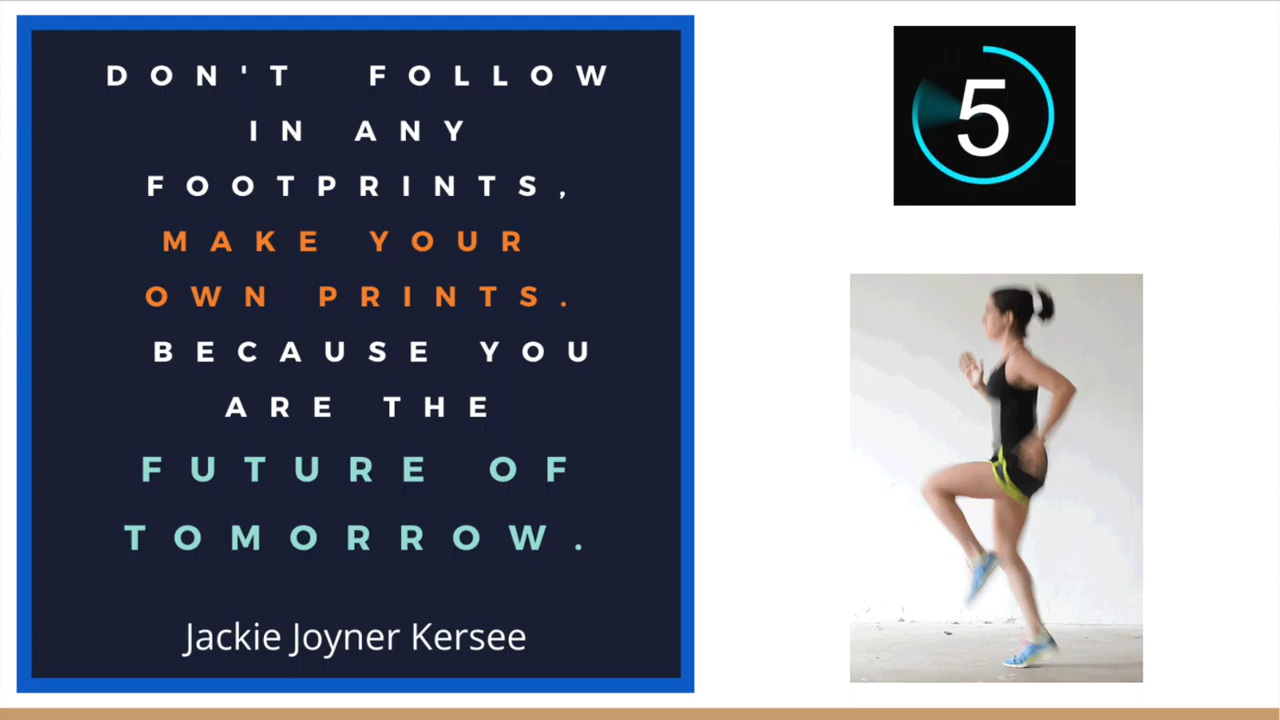 DON'T FOLLOW
IN ANY
FOOTPRINTS,
MAKE YOUR
OWN PRINTS.
BECAUSE YOU
ARE THE
FUTURE OF
TOMORROW.
Jackie Joyner Kersee
5